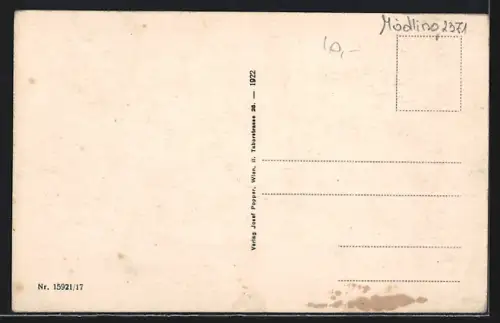 Mödling 2371
10,-
Verlag Josef Popper, Wien, II. Taborstrasse 28. — 1922
Nr. 15921/17